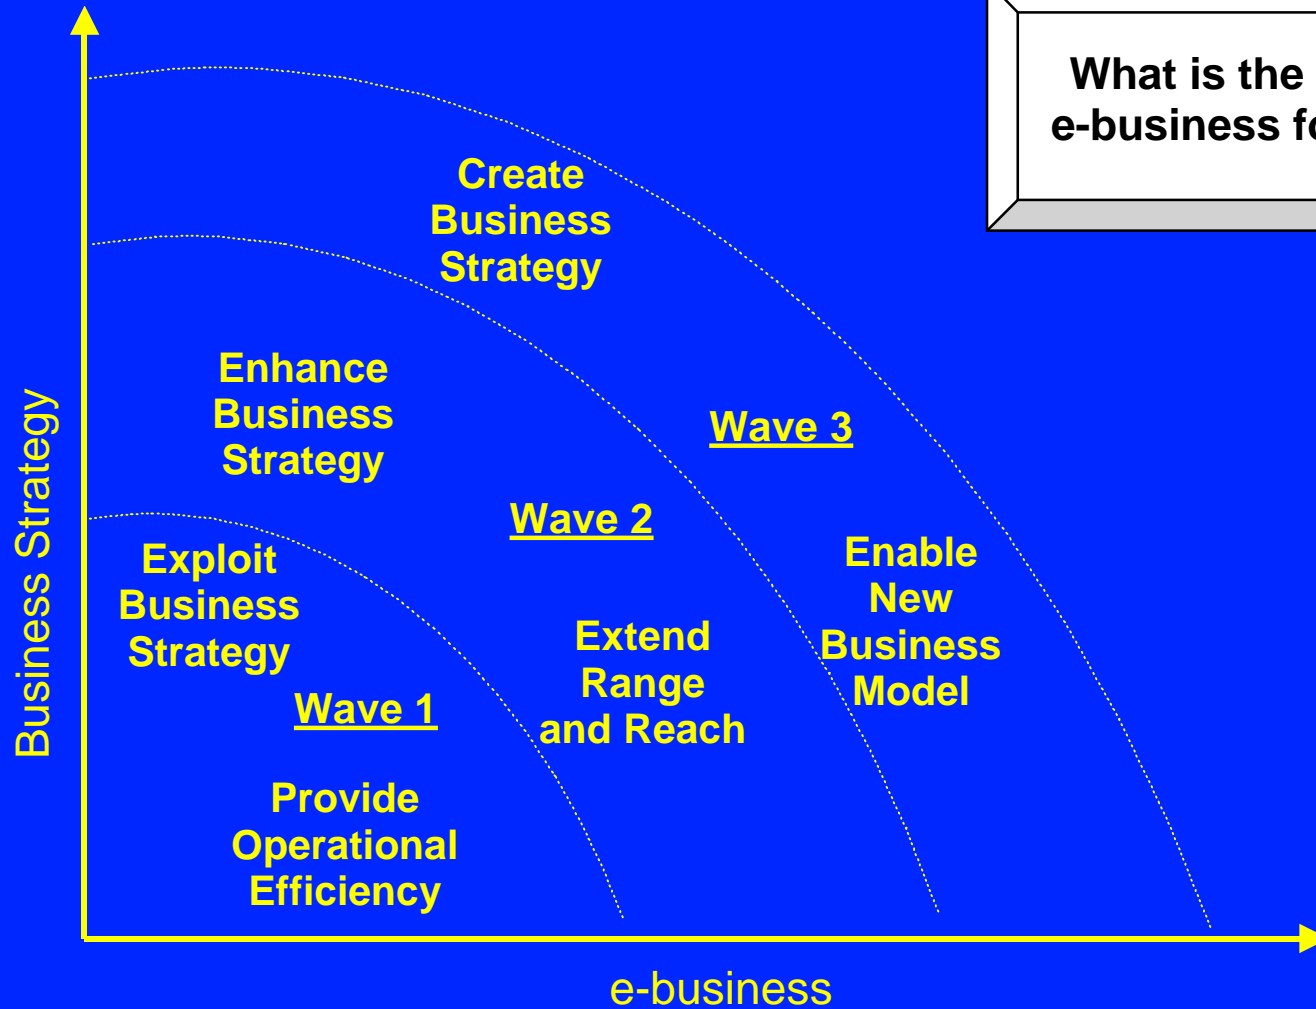 What is the
e-business
Create
Business
Strategy
Enhance
Business
Strategy
Wave 3
Wave 2
Exploit
Business
Strategy
Enable
New
Business
Model
Extend
Range
and Reach
Wave 1
Provide
Operational
Efficiency
Business Strategy
e-business